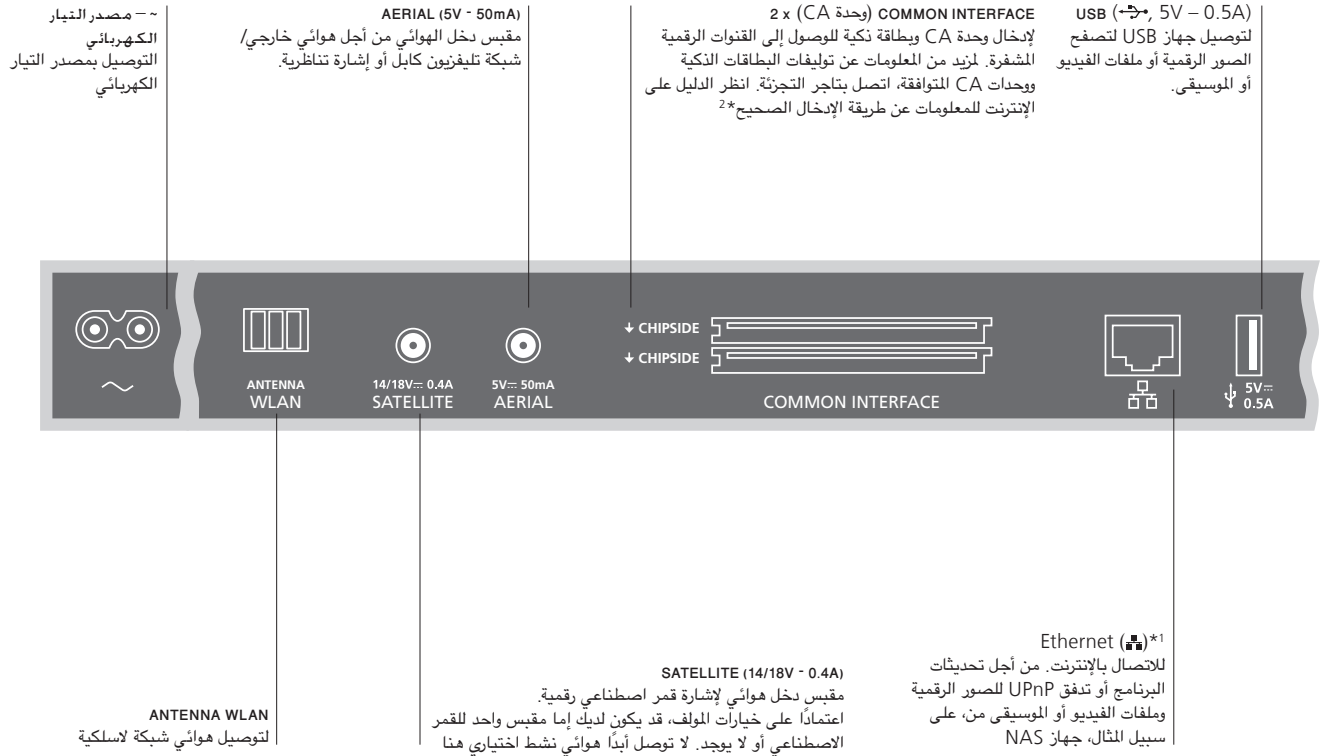 ~ – مصدر التيار
الكهربائي
التوصيل بمصدر التيار
الكهربائي
AERIAL (5V - 50mA)
مقبس دخل الهوائي من أجل هوائي خارجي/
شبكة تليفزيون كابل أو إشارة تناظرية.
2 x (وحدة CA) COMMON INTERFACE
لإدخال وحدة CA وبطاقة ذكية للوصول إلى القنوات الرقمية
المشفرة. لمزيد من المعلومات عن توليفات البطاقات الذكية
ووحدات CA المتوافقة، اتصل بتاجر التجزئة. انظر الدليل على
الإنترنت للمعلومات عن طريقة الإدخال الصحيح*2
USB (, 5V – 0.5A)
لتوصيل جهاز USB لتصفح
الصور الرقمية أو ملفات الفيديو
أو الموسيقى.
CHIPSIDE
CHIPSIDE
ANTENNA
WLAN
14/18V⎓ 0.4A
SATELLITE
5V⎓ 50mA
AERIAL
COMMON INTERFACE
5V⎓
0.5A
ANTENNA WLAN
لتوصيل هوائي شبكة لاسلكية
SATELLITE (14/18V - 0.4A)
مقبس دخل هوائي لإشارة قمر اصطناعي رقمية.
اعتمادًا على خيارات المولف، قد يكون لديك إما مقبس واحد للقمر
الاصطناعي أو لا يوجد. لا توصل أبدًا هوائي نشط اختياري هنا
Ethernet ()*1
للاتصال بالإنترنت. من أجل تحديثات
البرنامج أو تدفق UPnP للصور الرقمية
وملفات الفيديو أو الموسيقى من، على
سبيل المثال، جهاز NAS